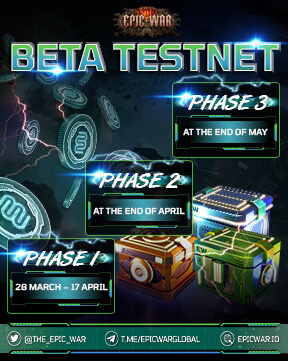 EPIC WAR
BETA TESTNET
PHASE 3
AT THE END OF MAY
PHASE 2
AT THE END OF APRIL
PHASE 1
28 MARCH – 17 APRIL
@THE_EPIC_WAR
T.ME/EPICWARGLOBAL
EPICWAR.IO